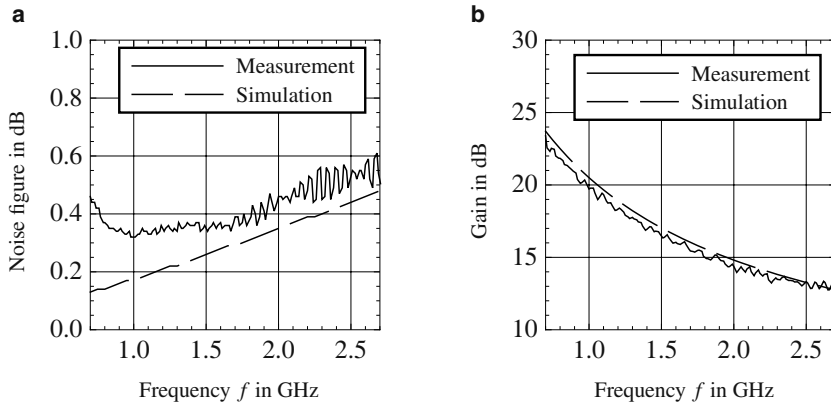 a
1.0
0.8
0.6
0.4
0.2
0.0
Noise figure in dB
Measurement
Simulation
1.0 1.5 2.0 2.5
Frequency f in GHz
b
30
25
20
15
10
Gain in dB
Measurement
Simulation
1.0 1.5 2.0 2.5
Frequency f in GHz